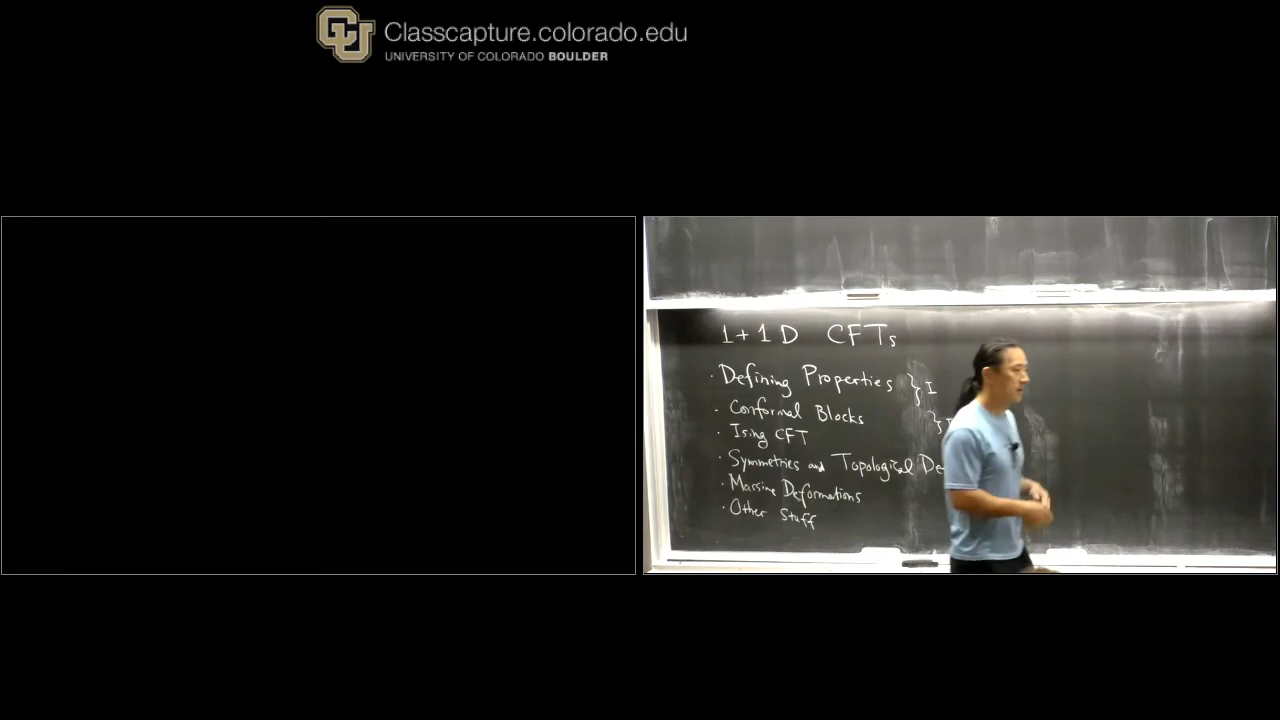 Classcapture.colorado.edu
UNIVERSITY OF COLORADO BOULDER
1+1 D CFTs
· Defining Properties } I
· Conformal Blocks
· Ising CFT }
· Symmetries and Topological De
· Massive Deformations
· Other Stuff